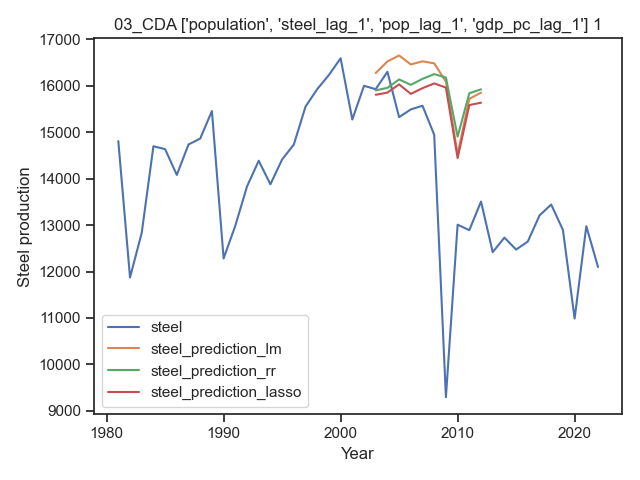 03_CDA ['population', 'steel_lag_1', 'pop_lag_1', 'gdp_pc_lag_1'] 1
17000
16000
15000
14000
13000
12000
11000
10000
9000
Steel production
steel
steel_prediction_lm
steel_prediction_rr
steel_prediction_lasso
1980 1990 2000 2010 2020
Year